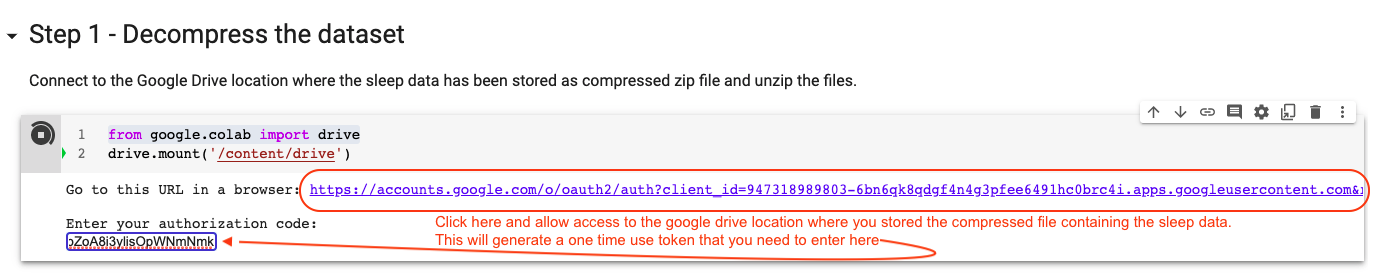 Step 1 - Decompress the dataset
Connect to the Google Drive location where the sleep data has been stored as compressed zip file and unzip the files.
1 from google.colab import drive
2 drive.mount('/content/drive')
Go to this URL in a browser: https://accounts.google.com/o/oauth2/auth?client_id=947318989803-6bn6qk8qdgf4n4g3pfee6491hc0brc4i.apps.googleusercontent.com&
Enter your authorization code:
ZoA8i3ylisOpWNmNmk
Click here and allow access to the google drive location where you stored the compressed file containing the sleep data.
This will generate a one time use token that you need to enter here